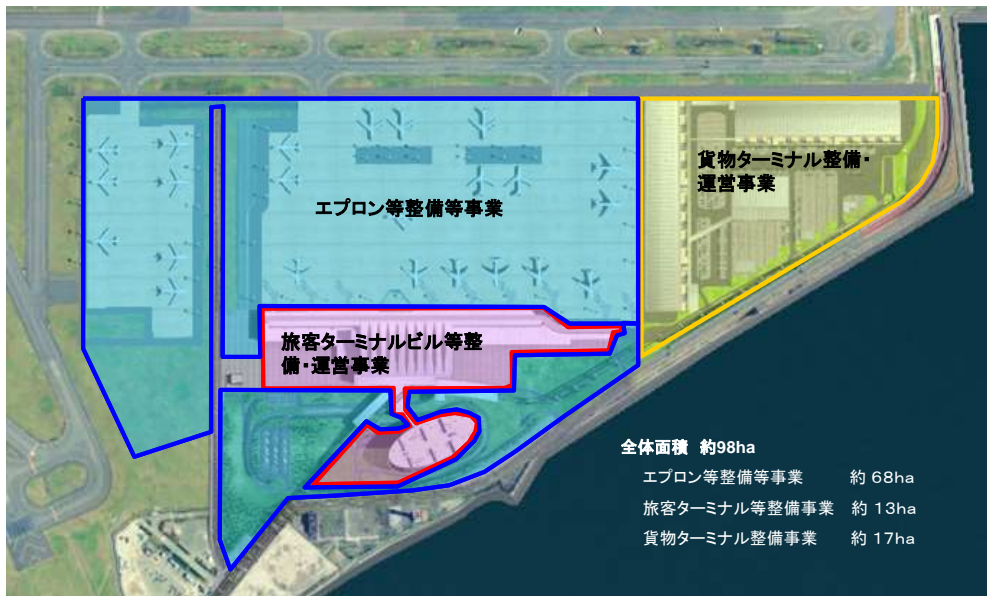 エプロン等整備等事業
貨物ターミナル整備・
運営事業
旅客ターミナルビル等整
備・運営事業
全体面積 約98ha
エプロン等整備等事業 約 68ha
旅客ターミナル等整備事業 約 13ha
貨物ターミナル整備事業 約 17ha